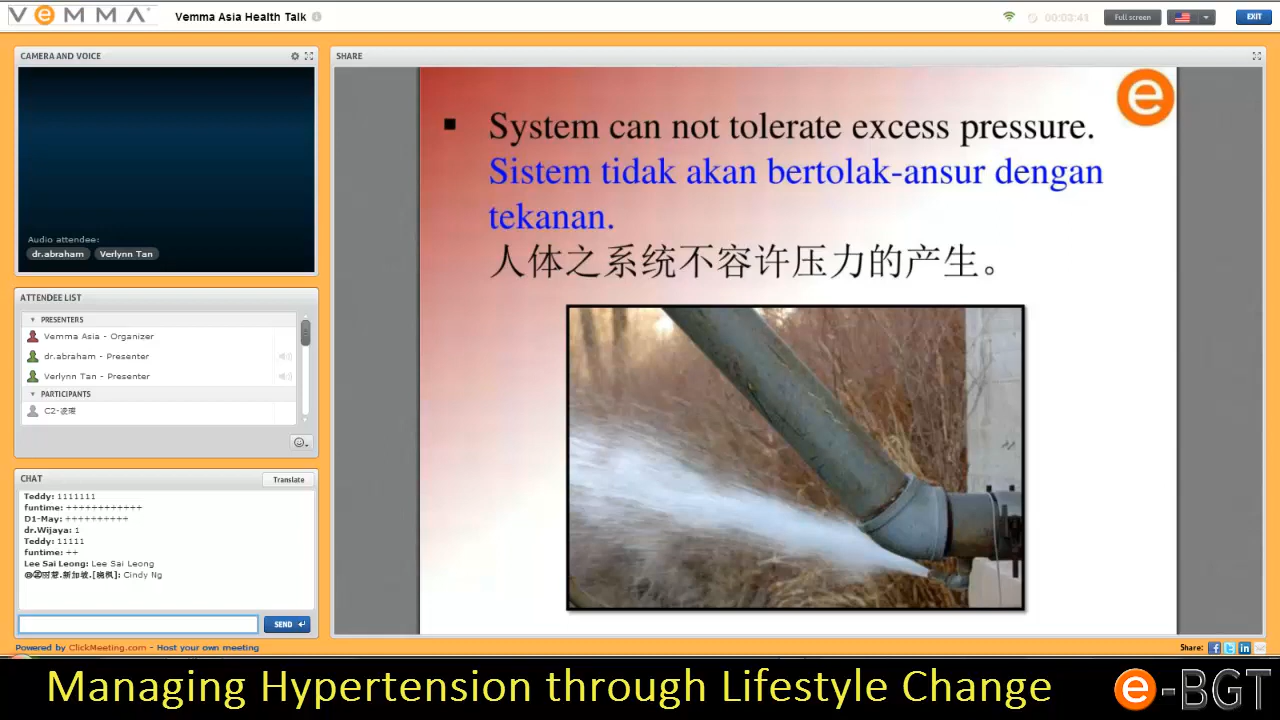 VEMMA
Vemma Asia Health Talk
00:03:41
Full screen
EXIT
CAMERA AND VOICE
Audio attendee:
dr.abraham
Verlynn Tan
ATTENDEE LIST
PRESENTERS
Vemma Asia - Organizer
dr.abraham - Presenter
Verlynn Tan - Presenter
PARTICIPANTS
CHAT
Translate
Teddy: 1111111
funtime: ++++++++++++
D1-May: ++++++++++
dr.Wijaya: 1
Teddy: 11111
funtime: ++
Lee Sai Leong: Lee Sai Leong
Cindy Ng
SEND
Powered by ClickMeeting.com - Host your own meeting
SHARE
e
System can not tolerate excess pressure.
Sistem tidak akan bertolak-ansur dengan
tekanan.
人体之系统不容许压力的产生。
Share:
Managing Hypertension through Lifestyle Change
e-BGT